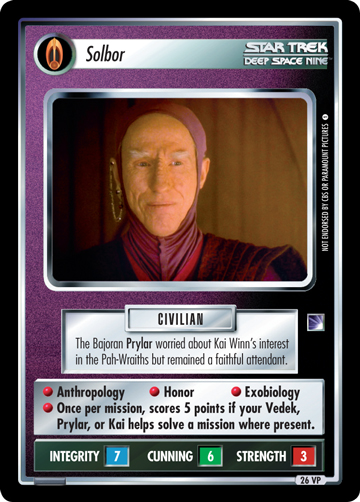 Solbor
STAR TREK
DEEP SPACE NINE™
NOT ENDORSED BY CBS OR PARAMOUNT PICTURES
CIVILIAN
The Bajoran Prylar worried about Kai Winn's interest
in the Pah-Wraiths but remained a faithful attendant.
• Anthropology • Honor • Exobiology
• Once per mission, scores 5 points if your Vedek,
Prylar, or Kai helps solve a mission where present.
INTEGRITY 7 CUNNING 6 STRENGTH 3
26 VP